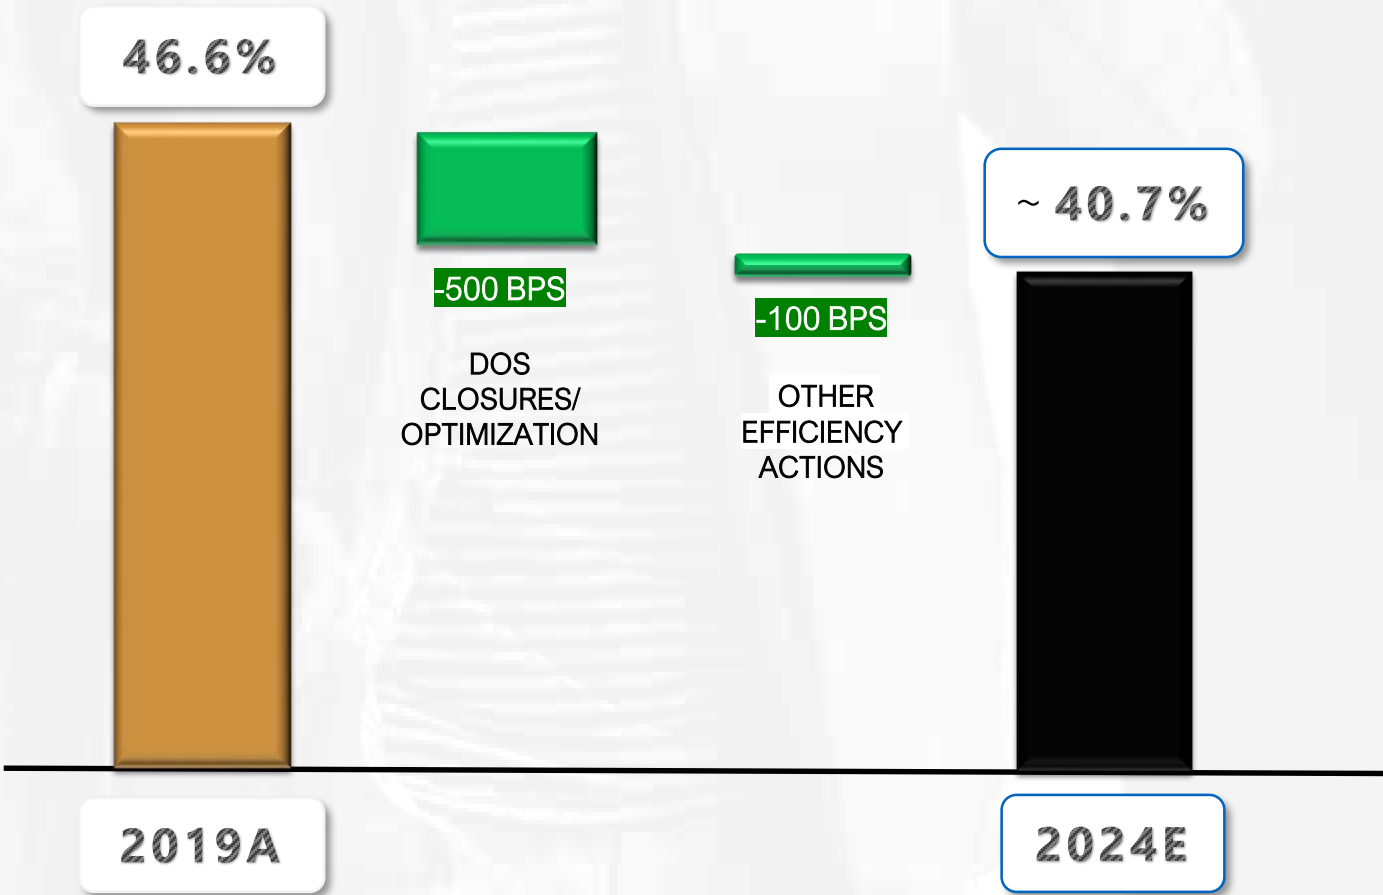 46.6%
-500 BPS
DOS
CLOSURES/
OPTIMIZATION
-100 BPS
OTHER
EFFICIENCY
ACTIONS
~ 40.7%
2019A
2024E